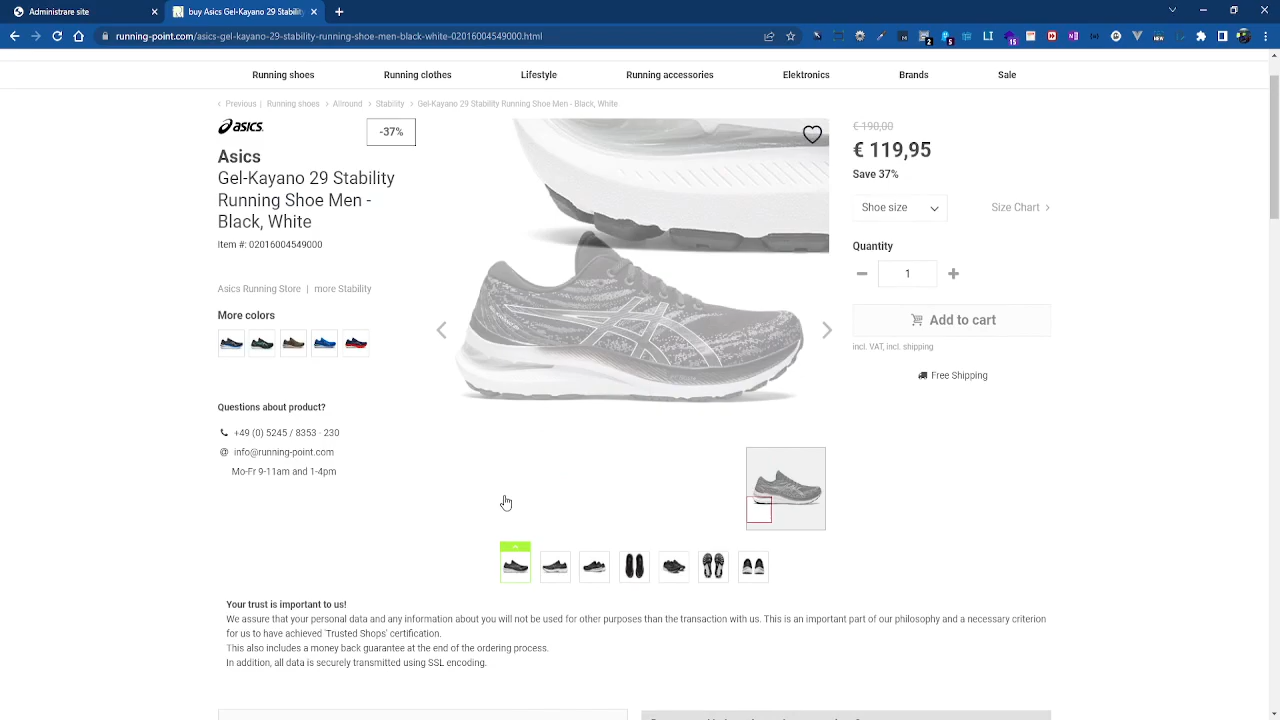 Administrare site
buy Asics Gel-Kayano 29 Stability
running-point.com/asics-gel-kayano-29-stability-running-shoe-men-black-white-02016004549000.html
Running shoes
Running clothes
Lifestyle
Running accessories
Elektronics
Brands
Sale
Previous | Running shoes > Allround > Stability > Gel-Kayano 29 Stability Running Shoe Men - Black, White
asics
-37%
Asics
Gel-Kayano 29 Stability
Running Shoe Men -
Black, White
Item #: 02016004549000
Asics Running Store | more Stability
More colors
Questions about product?
+49 (0) 5245 / 8353 - 230
info@running-point.com
Mo-Fr 9-11am and 1-4pm
€ 190,00
€ 119,95
Save 37%
Shoe size
Size Chart
Quantity
1
Add to cart
incl. VAT, incl. shipping
Free Shipping
Your trust is important to us!
We assure that your personal data and any information about you will not be used for other purposes than the transaction with us. This is an important part of our philosophy and a necessary criterion
for us to have achieved 'Trusted Shops' certification.
This also includes a money back guarantee at the end of the ordering process.
In addition, all data is securely transmitted using SSL encoding.